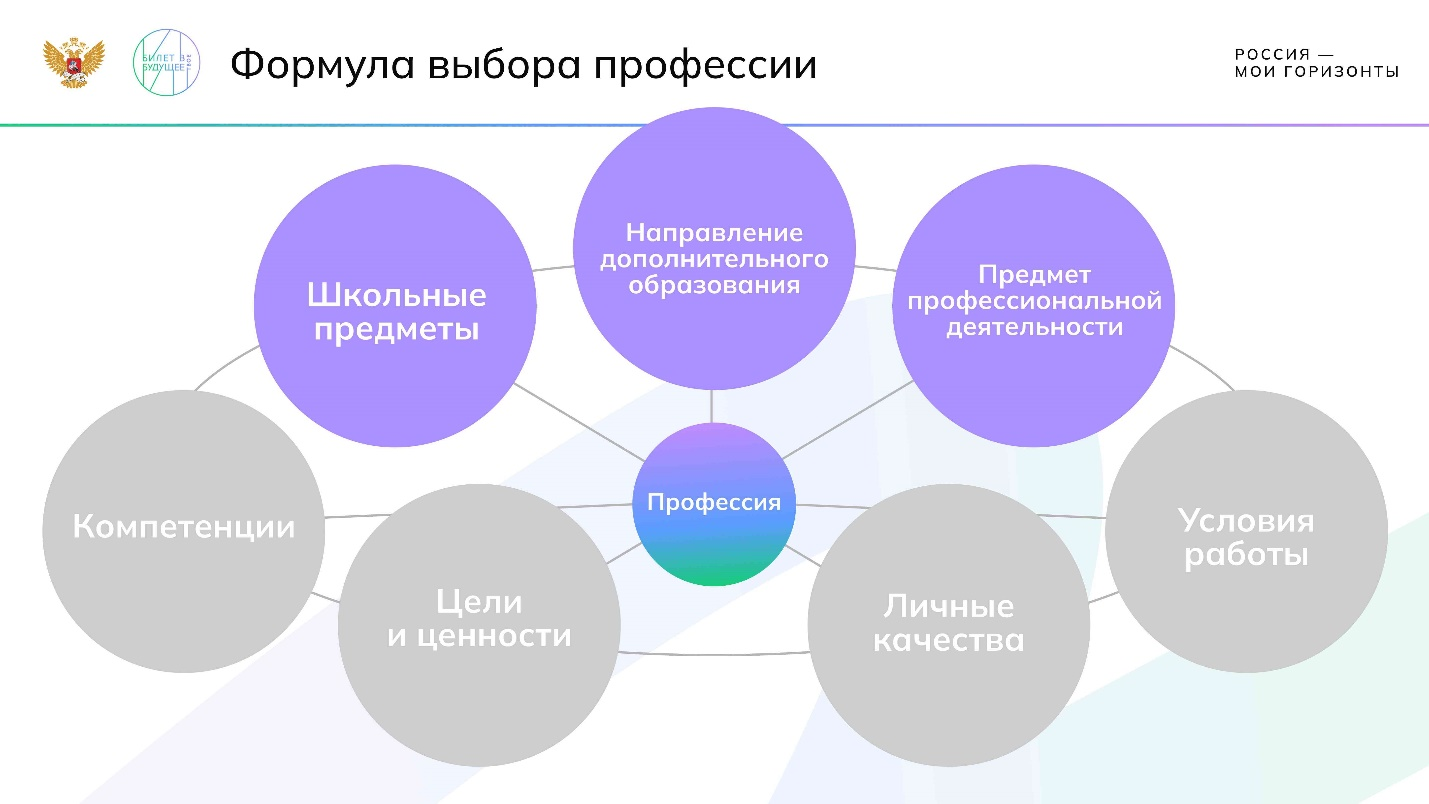 БИЛЕТ В
БУДУЩЕЕ
Формула выбора профессии
РОССИЯ —
МОИ ГОРИЗОНТЫ
Направление
дополнительного
образования
Школьные
предметы
Предмет
профессиональной
деятельности
Профессия
Компетенции
Условия
работы
Цели
и ценности
Личные
качества